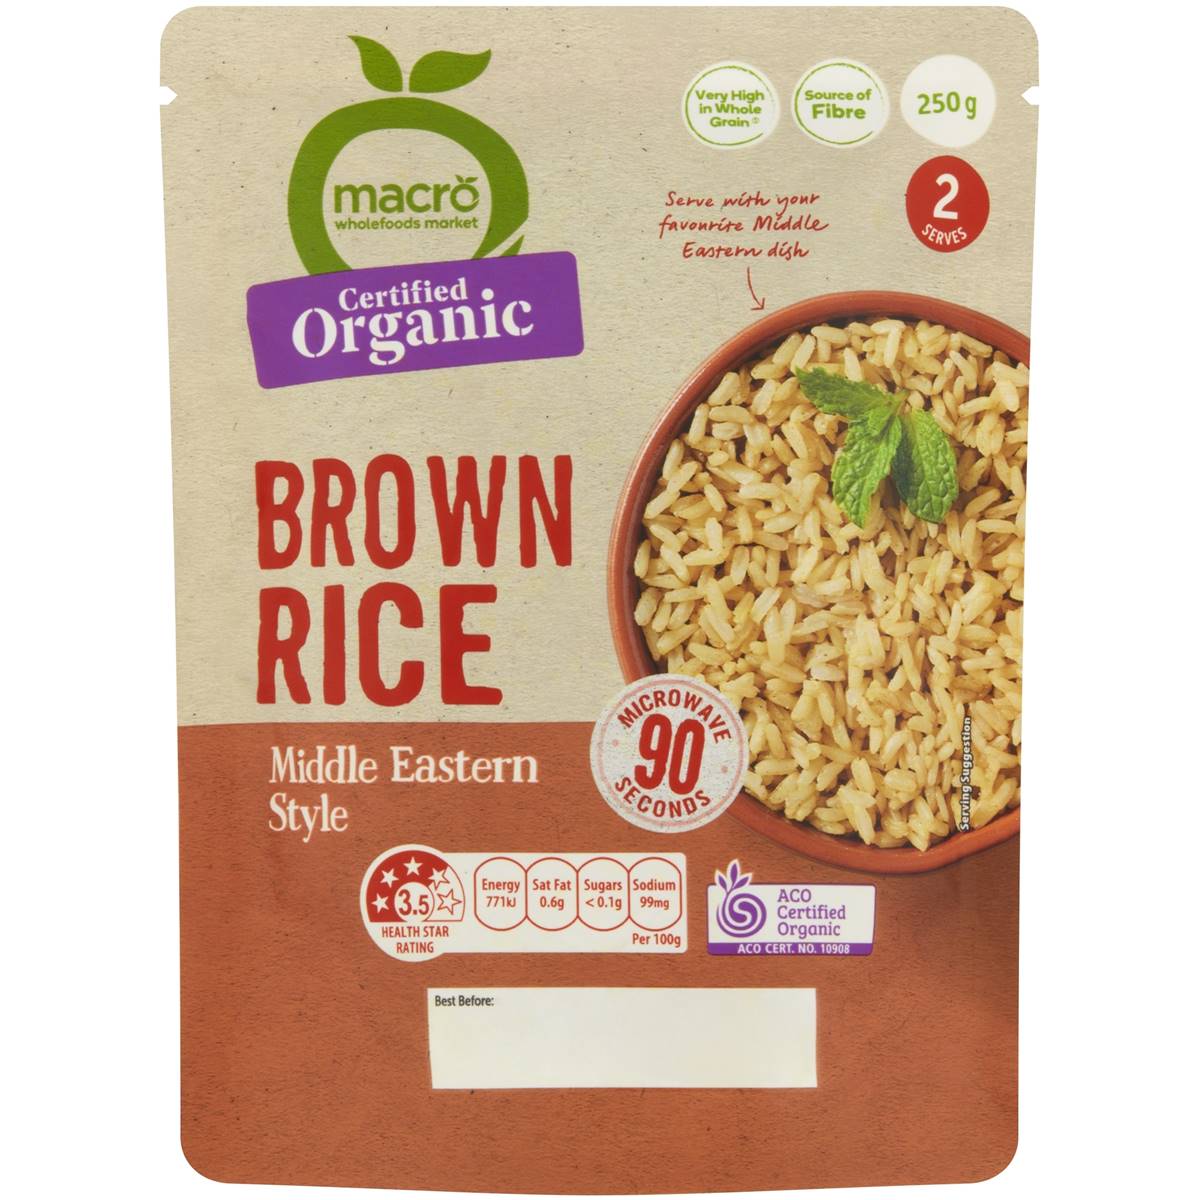 macro
wholefoods market
Certified
Organic
Very High
in Whole
Grain®
Source of
Fibre
250g
2
SERVES
Serve with your
favourite Middle
Eastern dish
BROWN
RICE
Middle Eastern
Style
MICROWAVE
90
SECONDS
Serving Suggestion
3.5
HEALTH STAR
RATING
Energy
771kJ
Sat Fat
0.6g
Sugars
<0.1g
Sodium
99mg
Per 100g
ACO
Certified
Organic
ACO CERT. NO. 10908
Best Before: